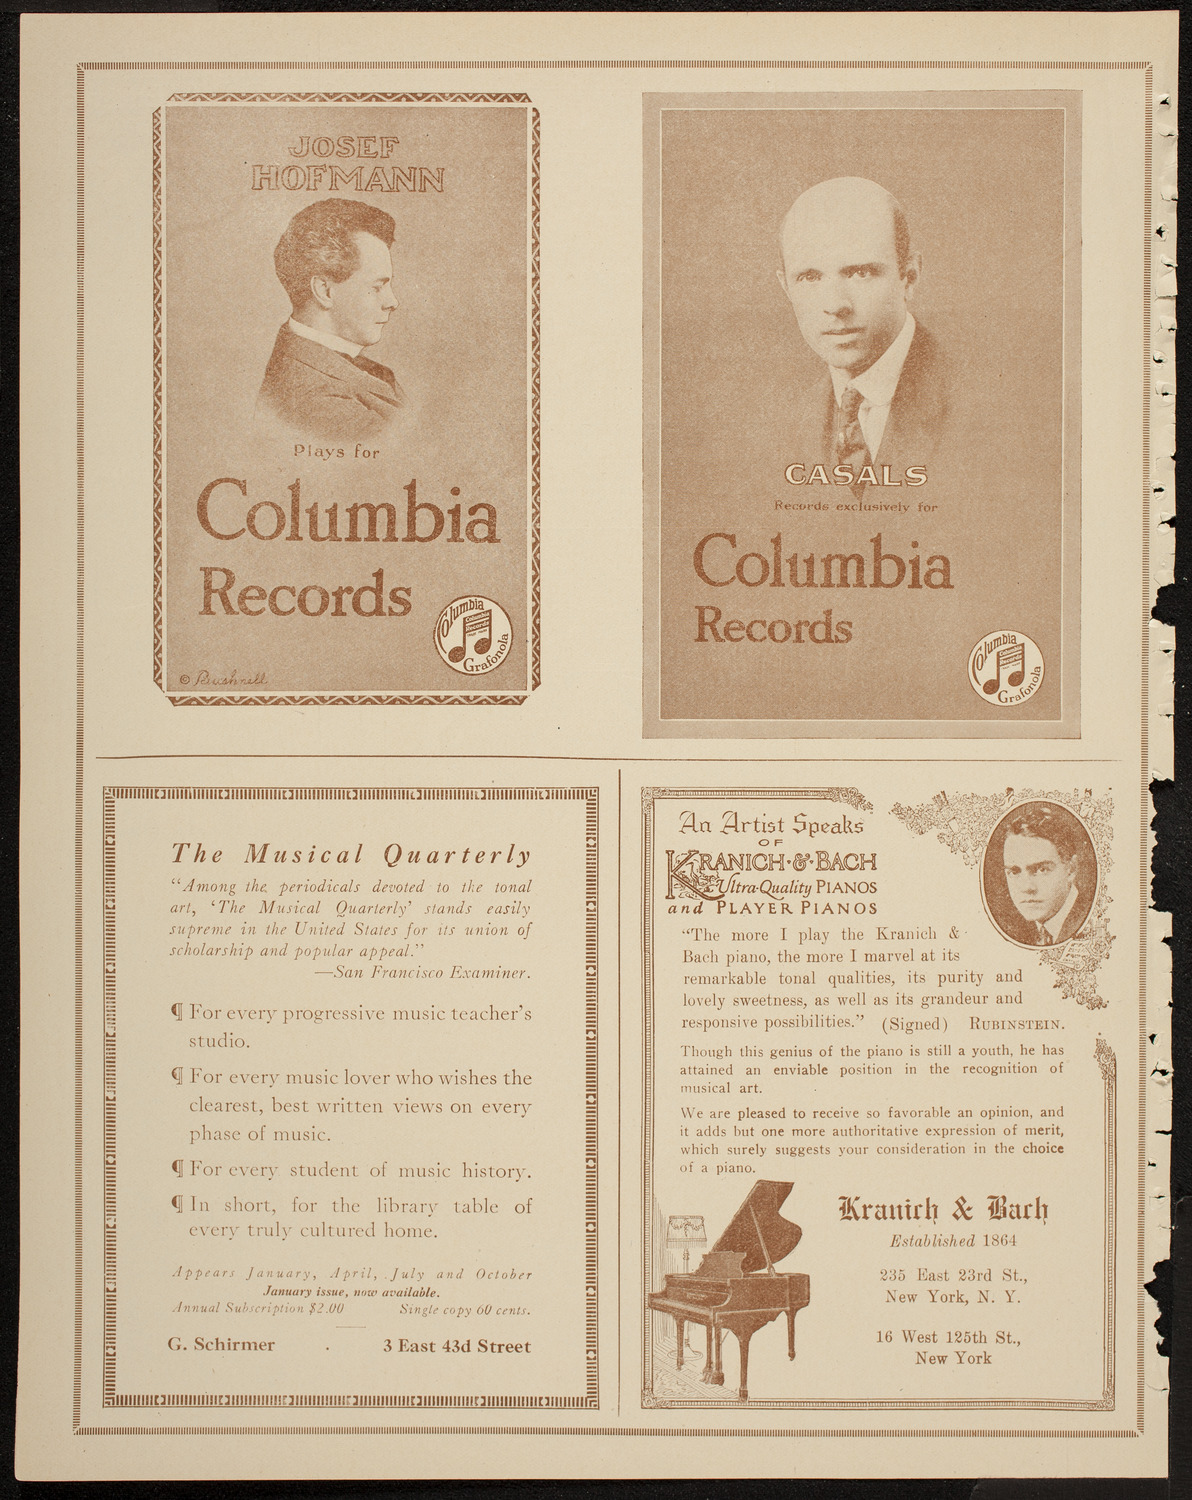 JOSEF
HOFMANN
Plays for
Columbia
Records
Columbia
Columbia
Records
Grafonola
© Rushnell
CASALS
Records exclusively for
Columbia
Records
Columbia
Columbia
Records
Grafonola
The Musical Quarterly
“Among the periodicals devoted to the tonal
art, ‘The Musical Quarterly’ stands easily
supreme in the United States for its union of
scholarship and popular appeal.”
—San Francisco Examiner.
¶ For every progressive music teacher’s
studio.
¶ For every music lover who wishes the
clearest, best written views on every
phase of music.
¶ For every student of music history.
¶ In short, for the library table of
every truly cultured home.
Appears January, April, July and October
January issue, now available.
Annual Subscription $2.00 Single copy 60 cents.
G. Schirmer . 3 East 43d Street
An Artist Speaks
OF
KRANICH·&·BACH
Ultra-Quality PIANOS
and PLAYER PIANOS
“The more I play the Kranich &
Bach piano, the more I marvel at its
remarkable tonal qualities, its purity and
lovely sweetness, as well as its grandeur and
responsive possibilities.” (Signed) RUBINSTEIN.
Though this genius of the piano is still a youth, he has
attained an enviable position in the recognition of
musical art.
We are pleased to receive so favorable an opinion, and
it adds but one more authoritative expression of merit,
which surely suggests your consideration in the choice
of a piano.
Kranich & Bach
Established 1864
235 East 23rd St.,
New York, N. Y.
16 West 125th St.,
New York